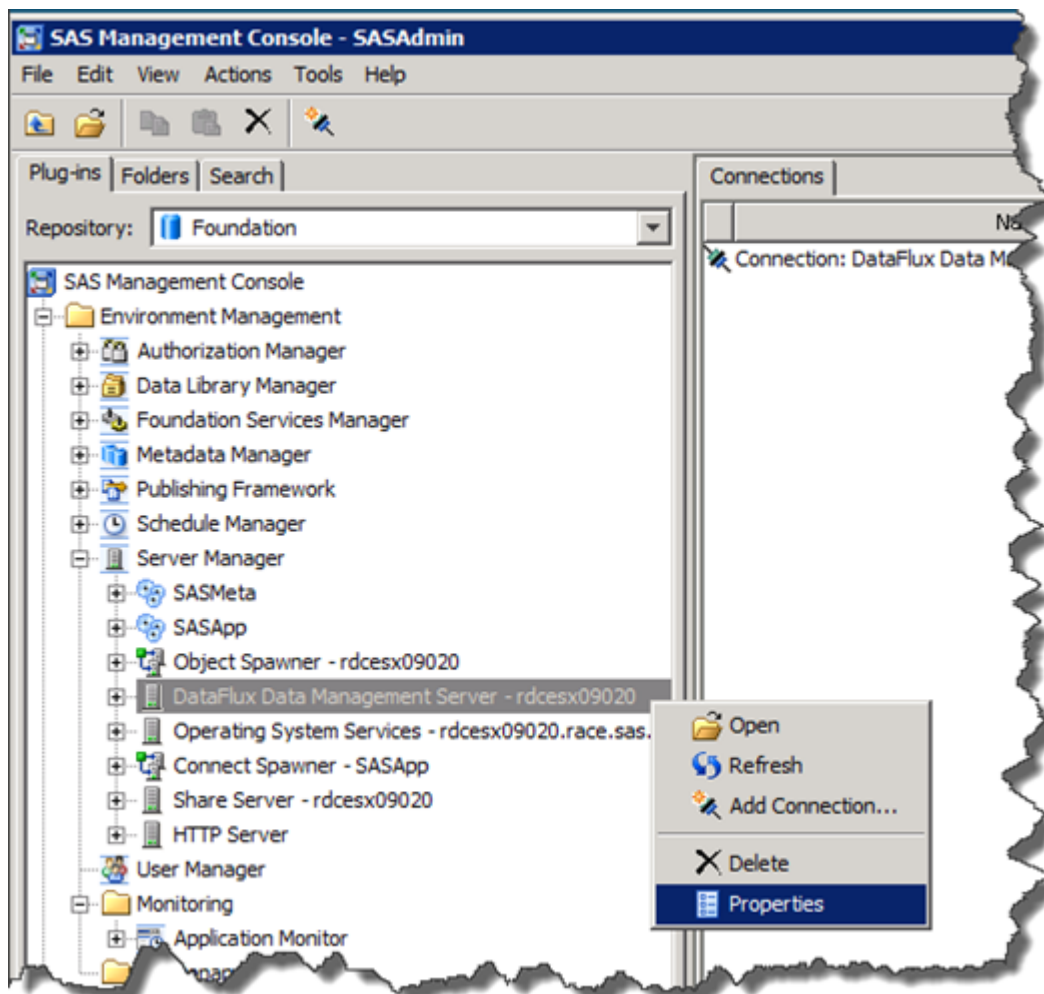 SAS Management Console - SASAdmin
File Edit View Actions Tools Help
Plug-ins Folders Search
Connections
Repository: Foundation
Connection: DataFlux Data
SAS Management Console
Environment Management
Authorization Manager
Data Library Manager
Foundation Services Manager
Metadata Manager
Publishing Framework
Schedule Manager
Server Manager
SASMeta
SASApp
Object Spawner - rdcesx09020
DataFlux Data Management Server - rdcesx09020
Operating System Services - rdcesx09020.race.sas.
Connect Spawner - SASApp
Share Server - rdcesx09020
HTTP Server
User Manager
Monitoring
Application Monitor
Open
Refresh
Add Connection...
Delete
Properties